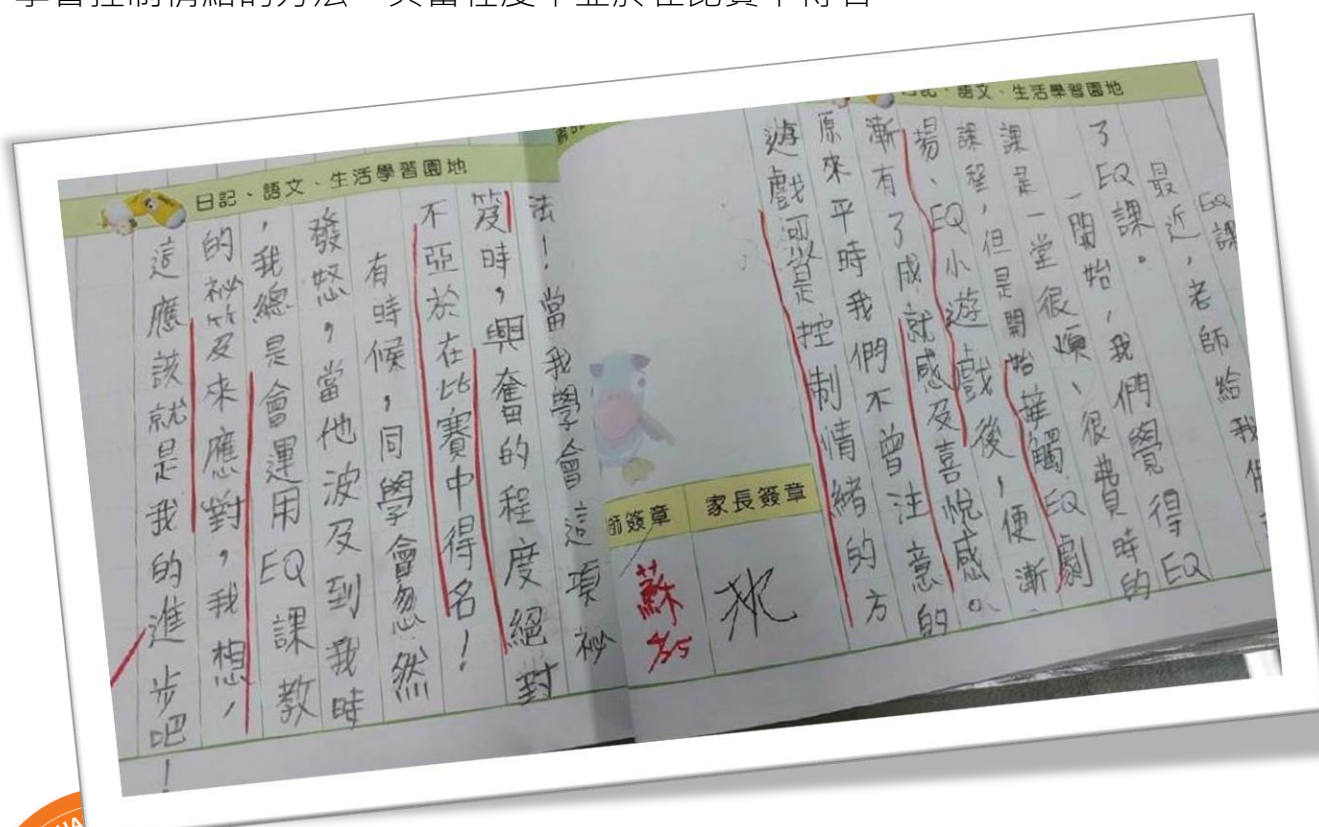 學會控制情緒的方法，興奮程度不亞於在比賽中得名
日記、語文、生活學習園地
EQ課
最近，老師給我們
了EQ課。
一開始，我們覺得EQ
課是一堂很煩、很費時的
課程，但是開始觸EQ劇
揚、EQ小遊戲後，便漸
漸有了成就感及喜悅感。
原來平時我們不曾注意的
遊戲是控制情緒的方
家長簽章
師簽章
蘇
日記、語文、生活學習園地
法！當我學會這項祕
笈時，興奮的程度絕對
不亞於在比賽中得名！
有時候，同學會忽然
發怒，當他波及到我時
，我總是會運用EQ課教
的祕笈及來應對，我想，
這應該就是我的進步吧！